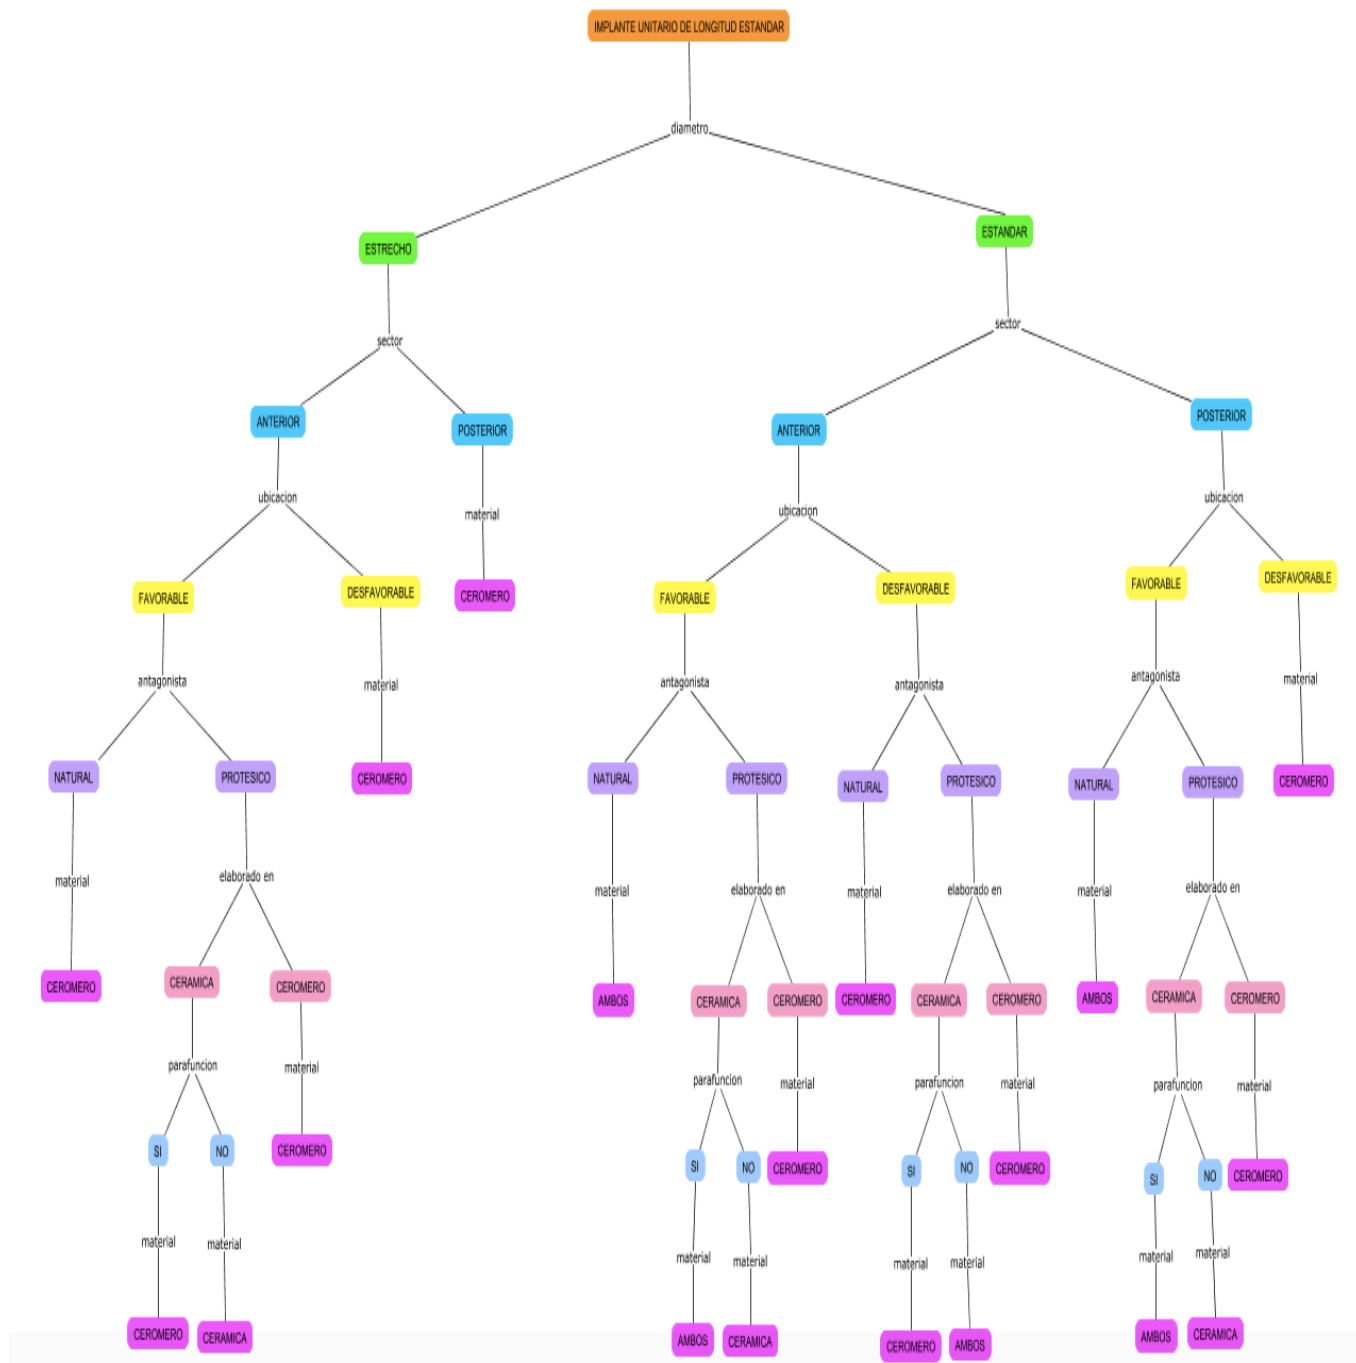 IMPLANTE UNITARIO DE LONGITUD ESTANDAR
diametro
ESTRECHO
ESTANDAR
sector
sector
ANTERIOR
POSTERIOR
ANTERIOR
POSTERIOR
ubicacion
material
ubicacion
ubicacion
FAVORABLE
DESFAVORABLE
CEROMERO
FAVORABLE
DESFAVORABLE
FAVORABLE
DESFAVORABLE
antagonista
material
antagonista
antagonista
antagonista
material
NATURAL
PROTESICO
CEROMERO
NATURAL
PROTESICO
NATURAL
PROTESICO
NATURAL
PROTESICO
CEROMERO
material
elaborado en
material
elaborado en
material
elaborado en
material
elaborado en
CEROMERO
CERAMICA
CEROMERO
AMBOS
CERAMICA
CEROMERO
CEROMERO
CERAMICA
CEROMERO
AMBOS
CERAMICA
CEROMERO
parafuncion
material
parafuncion
material
parafuncion
material
parafuncion
material
SI
NO
CEROMERO
SI
NO
CEROMERO
SI
NO
CEROMERO
SI
NO
CEROMERO
material
material
material
material
material
material
material
material
CEROMERO
CERAMICA
AMBOS
CERAMICA
CEROMERO
AMBOS
AMBOS
CERAMICA